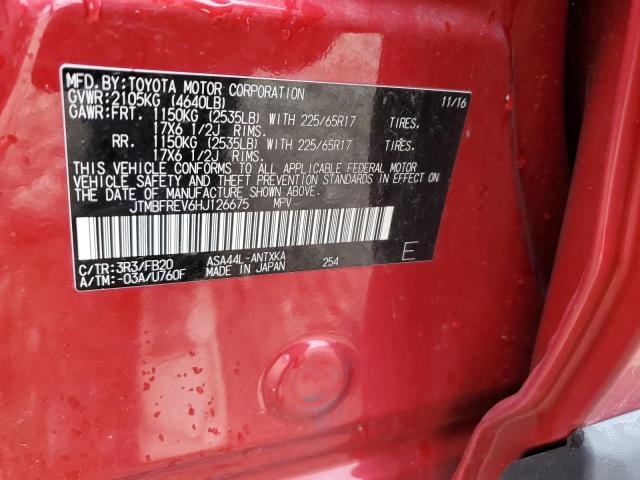 MFD.BY:TOYOTA MOTOR CORPORATION 11/16
GVWR:2105KG (4640LB)
GAWR:FRT. 1150KG (2535LB) WITH 225/65R17 TIRES.
17X6 1/2J RIMS.
RR. 1150KG (2535LB) WITH 225/65R17 TIRES.
17X6 1/2J RIMS.
THIS VEHICLE CONFORMS TO ALL APPLICABLE FEDERAL MOTOR
VEHICLE SAFETY AND THEFT PREVENTION STANDARDS IN EFFECT ON
THE DATE OF MANUFACTURE SHOWN ABOVE.
JTMBFREV6HJ126675 MPV
C/TR:3R3/FB20 ASA44L-ANTXKA E
A/TM:-03A/U760F MADE IN JAPAN 254